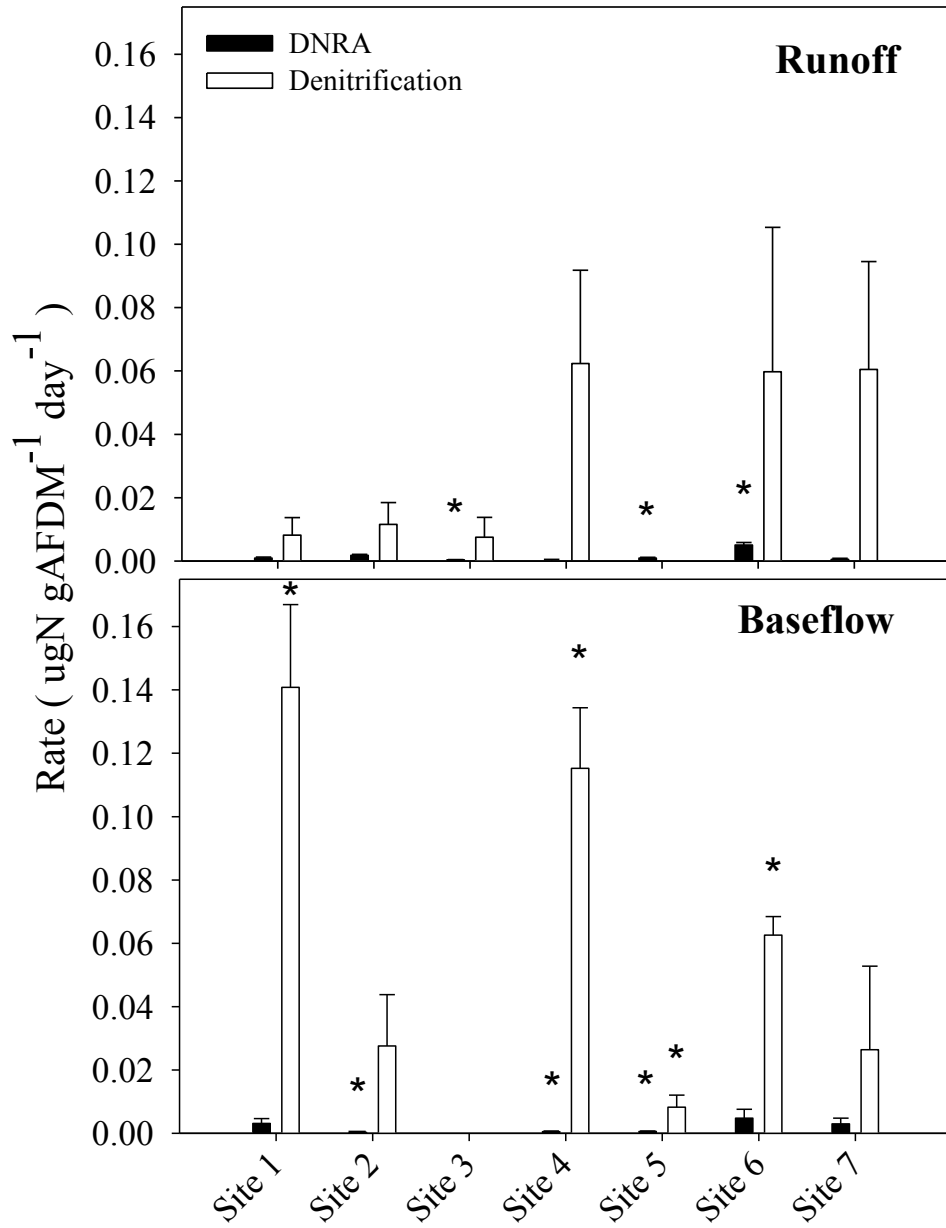 DNRA
Denitrification
Runoff
0.16
0.14
0.12
0.10
0.08
0.06
0.04
0.02
0.00
*
*
*
Rate ( ugN gAFDM-1 day-1 )
Baseflow
0.16
0.14
0.12
0.10
0.08
0.06
0.04
0.02
0.00
*
*
*
*
*
*
*
Site 1
Site 2
Site 3
Site 4
Site 5
Site 6
Site 7